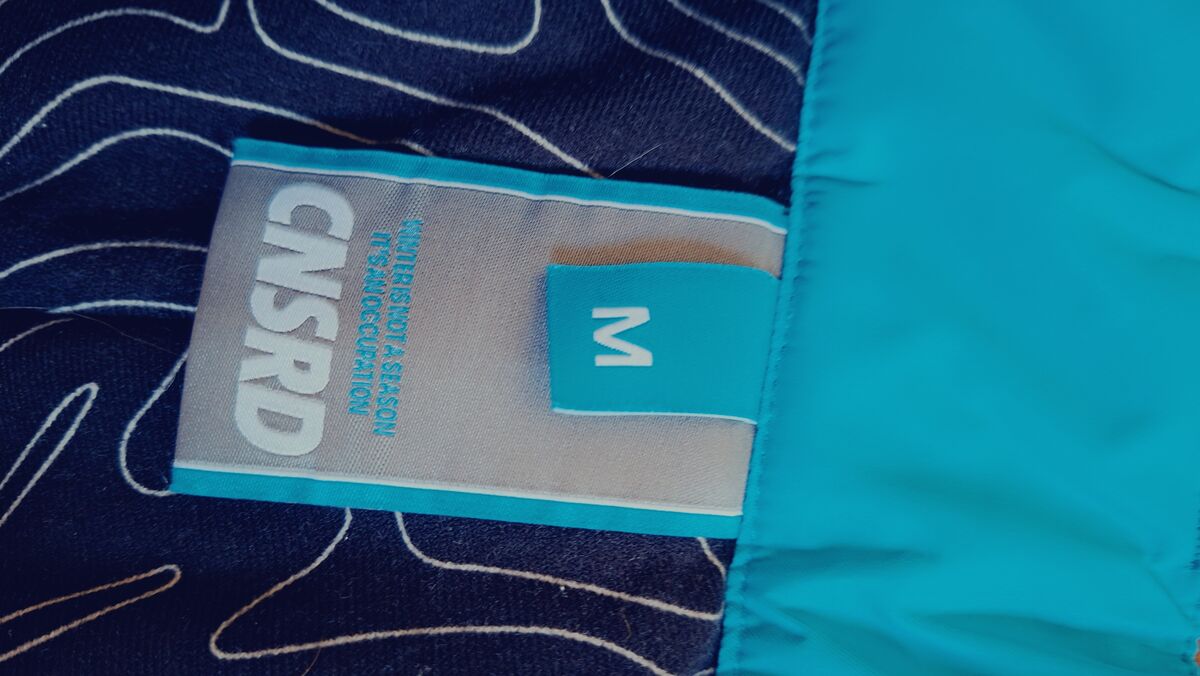 M
WINTER IS NOT A SEASON
IT'S AN OCCUPATION
CNSRD